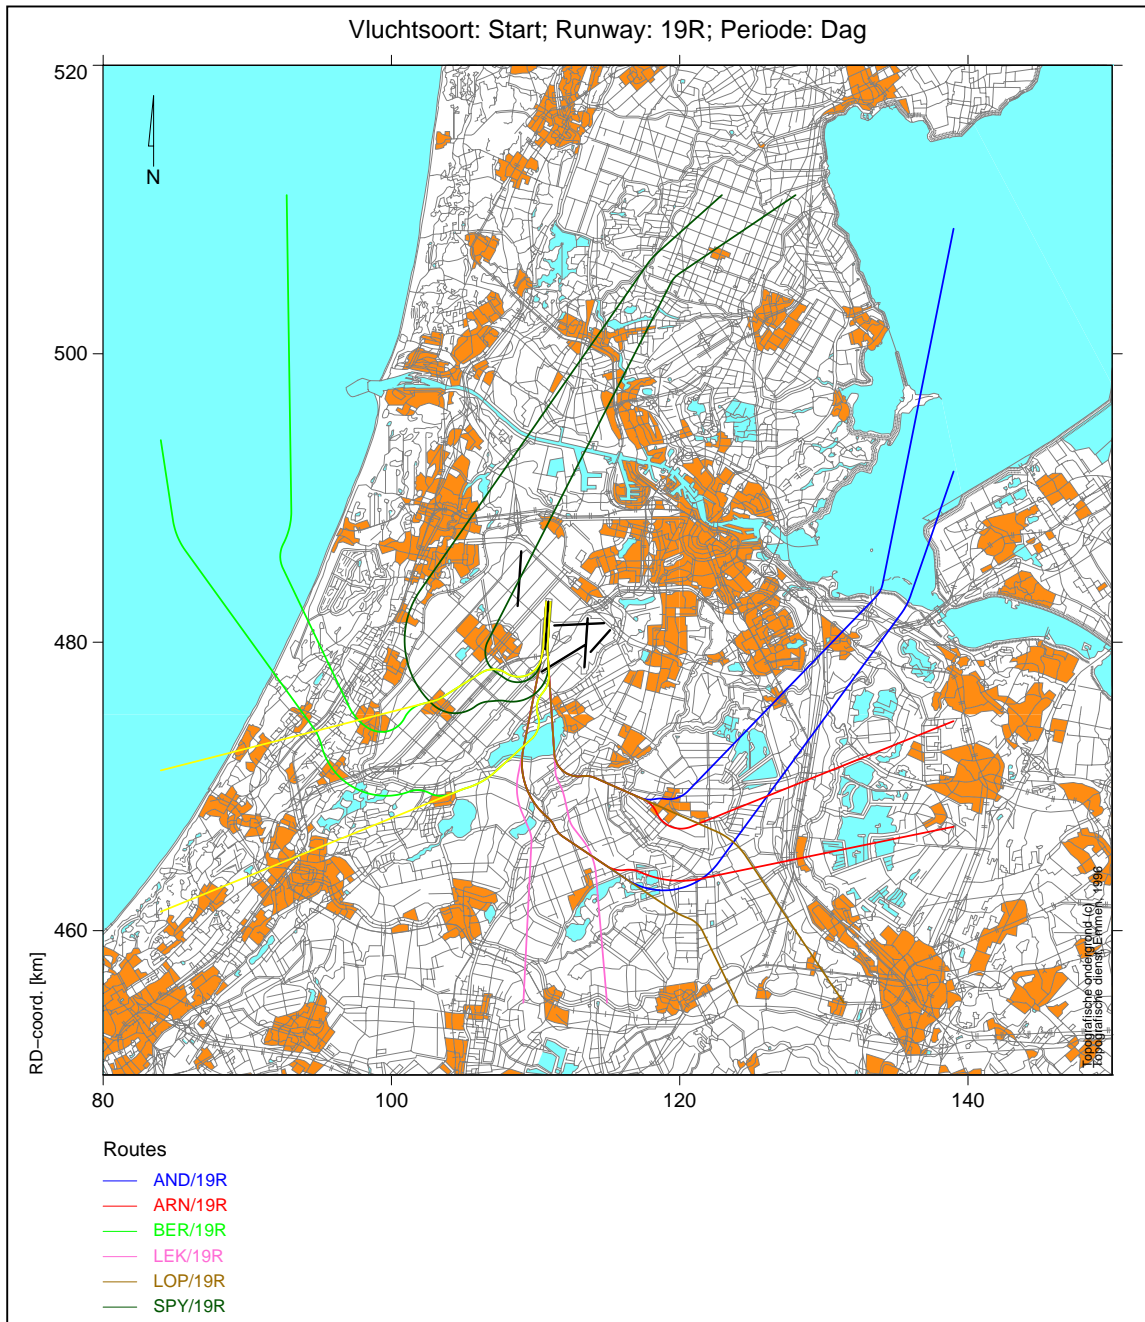 Vluchtsoort: Start; Runway: 19R; Periode: Dag
520
N
500
480
460
RD-coord. [km]
Topografische ondergrond (c)
Topografische dienst, Emmen, 1996
80
100
120
140
Routes
AND/19R
ARN/19R
BER/19R
LEK/19R
LOP/19R
SPY/19R